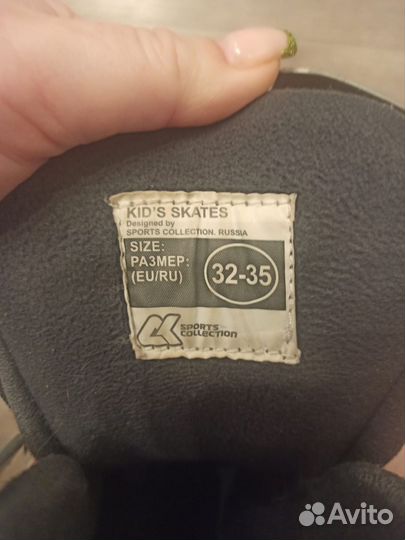 KID'S SKATES
Designed by
SPORTS COLLECTION. RUSSIA
SIZE:
РАЗМЕР:
(EU/RU)
32-35
SPORTS
COLLECTION
Avito